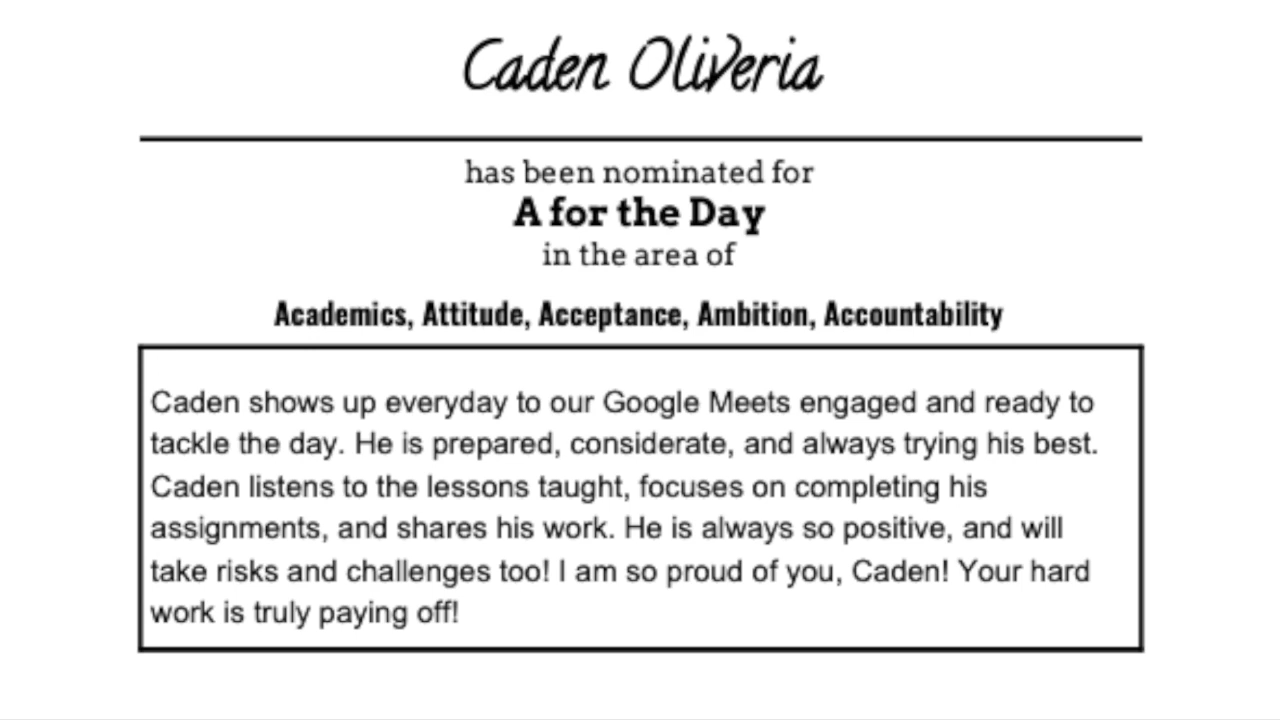 Caden Oliveria
has been nominated for
A for the Day
in the area of
Academics, Attitude, Acceptance, Ambition, Accountability
Caden shows up everyday to our Google Meets engaged and ready to
tackle the day. He is prepared, considerate, and always trying his best.
Caden listens to the lessons taught, focuses on completing his
assignments, and shares his work. He is always so positive, and will
take risks and challenges too! I am so proud of you, Caden! Your hard
work is truly paying off!